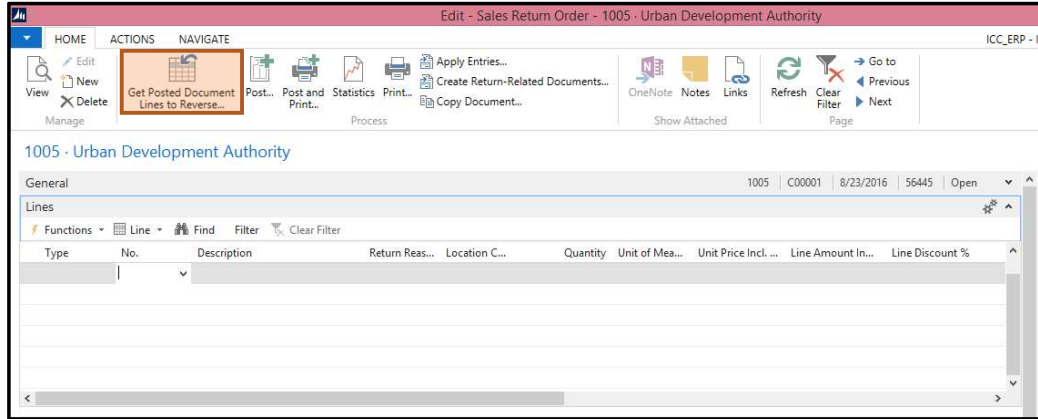 Edit - Sales Return Order - 1005 · Urban Development Authority
HOME ACTIONS NAVIGATE
ICC_ERP -
View
Edit
New
Delete
Manage
Get Posted Document
Lines to Reverse...
Post...
Post and
Print...
Statistics
Print...
Apply Entries...
Create Return-Related Documents...
Copy Document...
Process
OneNote
Notes
Links
Show Attached
Refresh
Clear
Filter
Go to
Previous
Next
Page
1005 · Urban Development Authority
General 1005 C00001 8/23/2016 56445 Open
Lines
Functions Line Find Filter Clear Filter
Type No. Description Return Reas... Location C... Quantity Unit of Mea... Unit Price Incl. ... Line Amount In... Line Discount %